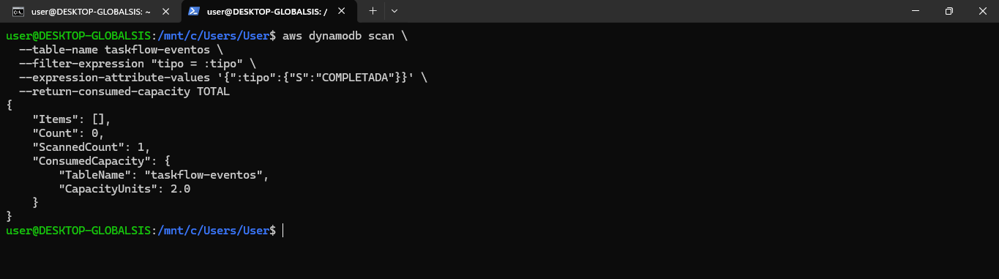 user@DESKTOP-GLOBALSIS: ~
user@DESKTOP-GLOBALSIS: /
user@DESKTOP-GLOBALSIS:/mnt/c/Users/User$ aws dynamodb scan \
  --table-name taskflow-eventos \
  --filter-expression "tipo = :tipo" \
  --expression-attribute-values '{":tipo":{"S":"COMPLETADA"}}' \
  --return-consumed-capacity TOTAL
{
    "Items": [],
    "Count": 0,
    "ScannedCount": 1,
    "ConsumedCapacity": {
        "TableName": "taskflow-eventos",
        "CapacityUnits": 2.0
    }
}
user@DESKTOP-GLOBALSIS:/mnt/c/Users/User$